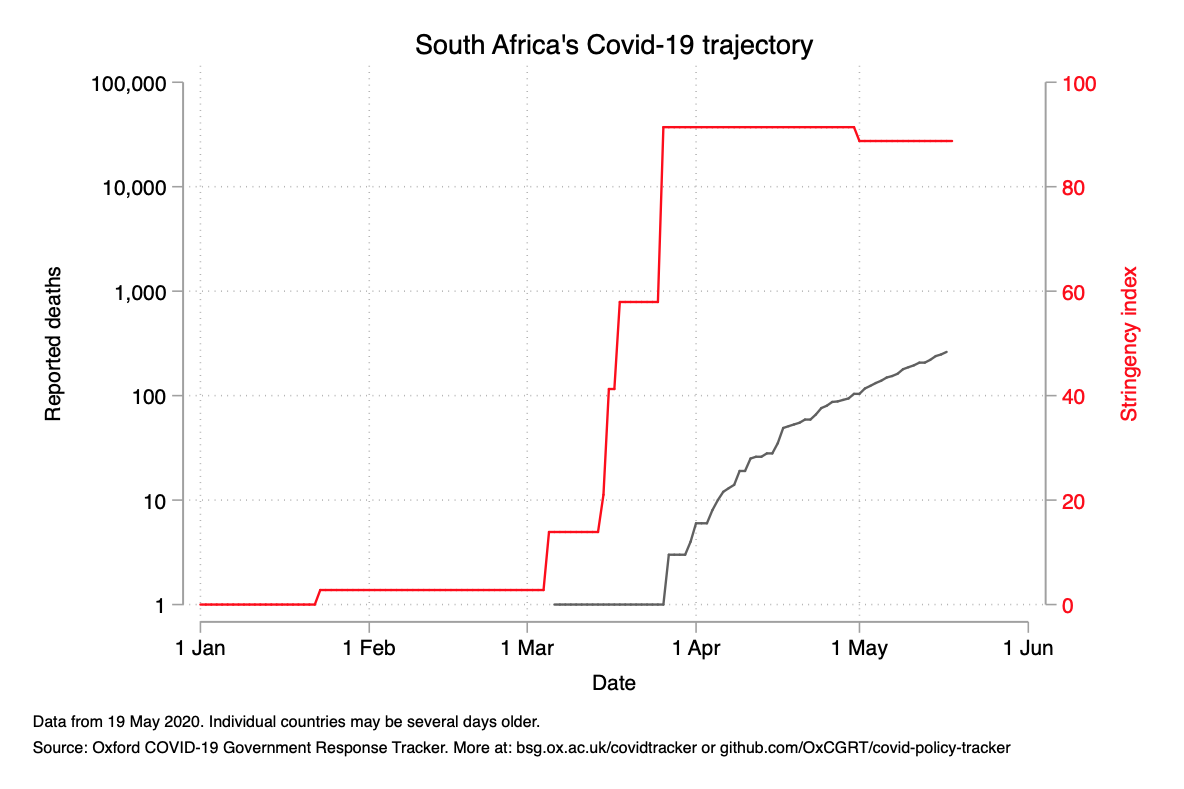 South Africa's Covid-19 trajectory
100,000
10,000
1,000
100
10
1
Reported deaths
100
80
60
40
20
0
Stringency index
1 Jan
1 Feb
1 Mar
1 Apr
1 May
1 Jun
Date
Data from 19 May 2020. Individual countries may be several days older.
Source: Oxford COVID-19 Government Response Tracker. More at: bsg.ox.ac.uk/covidtracker or github.com/OxCGRT/covid-policy-tracker